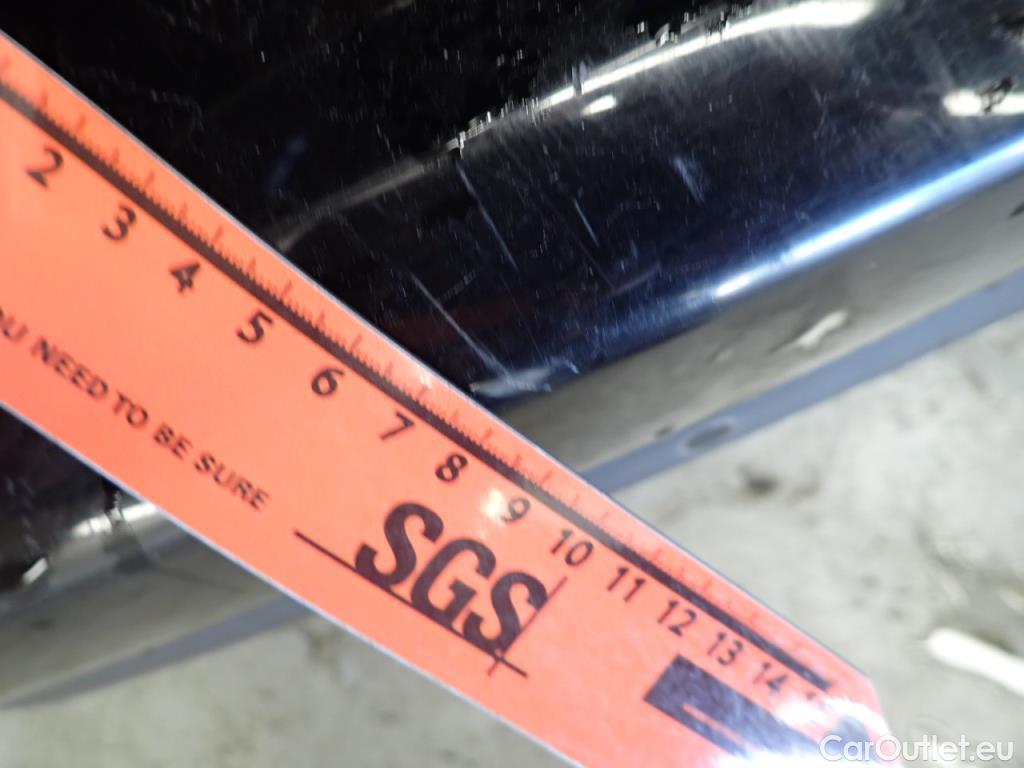 2 3 4 5 6 7 8 9 10 11 12 13 14
NEED TO BE SURE
SGS
CarOutlet.eu